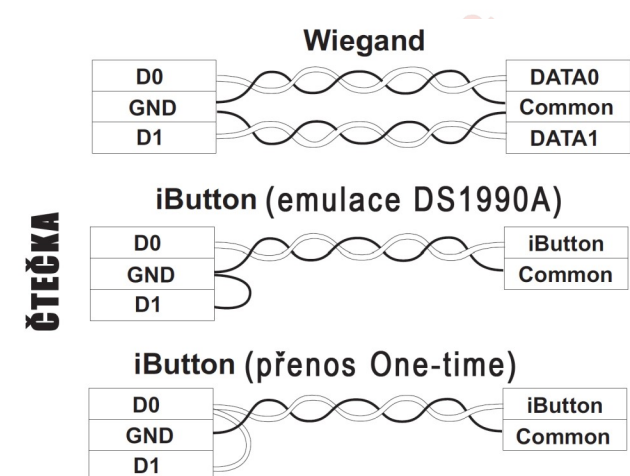 Wiegand
D0 DATA0
GND Common
D1 DATA1
ČTEČKA
iButton (emulace DS1990A)
D0 iButton
GND Common
D1
iButton (přenos One-time)
D0 iButton
GND Common
D1